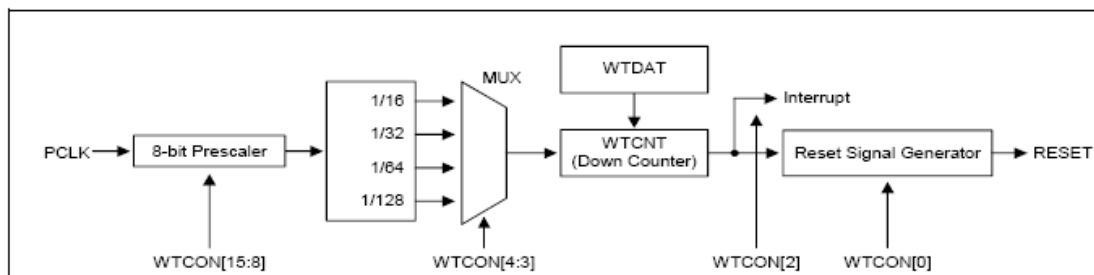 MUX
WTDAT
1/16
1/32
1/64
1/128
PCLK
8-bit Prescaler
WTCNT
(Down Counter)
Interrupt
Reset Signal Generator
RESET
WTCON[15:8]
WTCON[4:3]
WTCON[2]
WTCON[0]